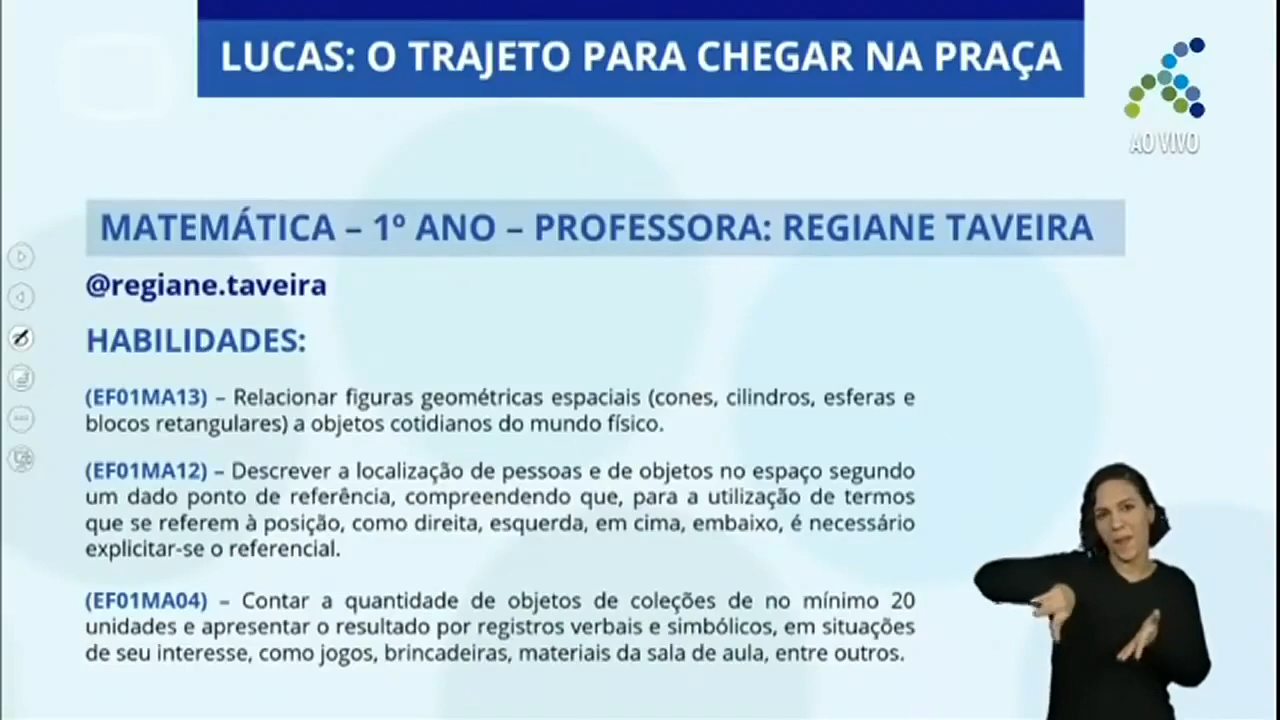 LUCAS: O TRAJETO PARA CHEGAR NA PRAÇA
AO VIVO
MATEMÁTICA – 1º ANO – PROFESSORA: REGIANE TAVEIRA
@regiane.taveira
HABILIDADES:
(EF01MA13) – Relacionar figuras geométricas espaciais (cones, cilindros, esferas e
blocos retangulares) a objetos cotidianos do mundo físico.
(EF01MA12) – Descrever a localização de pessoas e de objetos no espaço segundo
um dado ponto de referência, compreendendo que, para a utilização de termos
que se referem à posição, como direita, esquerda, em cima, embaixo, é necessário
explicitar-se o referencial.
(EF01MA04) – Contar a quantidade de objetos de coleções de no mínimo 20
unidades e apresentar o resultado por registros verbais e simbólicos, em situações
de seu interesse, como jogos, brincadeiras, materiais da sala de aula, entre outros.